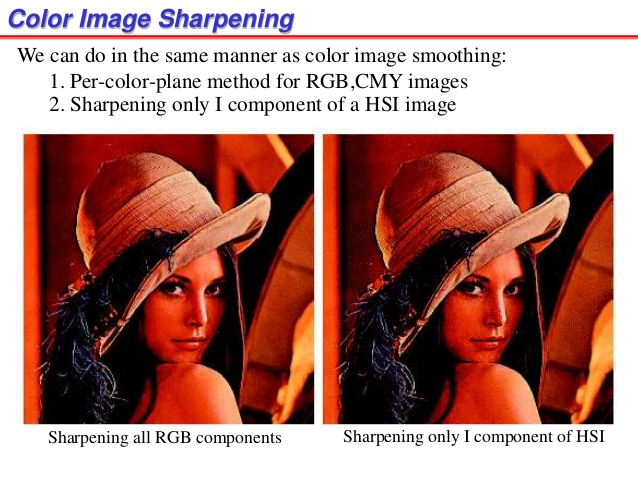 Color Image Sharpening
We can do in the same manner as color image smoothing:
1. Per-color-plane method for RGB,CMY images
2. Sharpening only I component of a HSI image
Sharpening all RGB components
Sharpening only I component of HSI